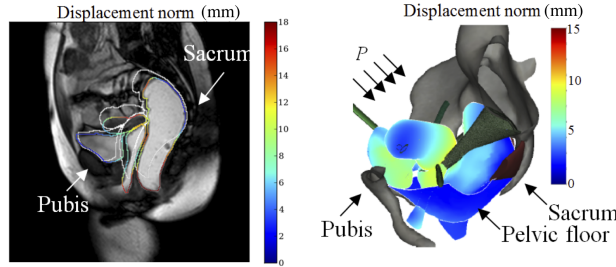 Displacement norm (mm)
Sacrum
Pubis
18
16
14
12
10
8
6
4
2
0
Displacement norm (mm)
P
15
10
5
0
Pubis
Sacrum
Pelvic floor